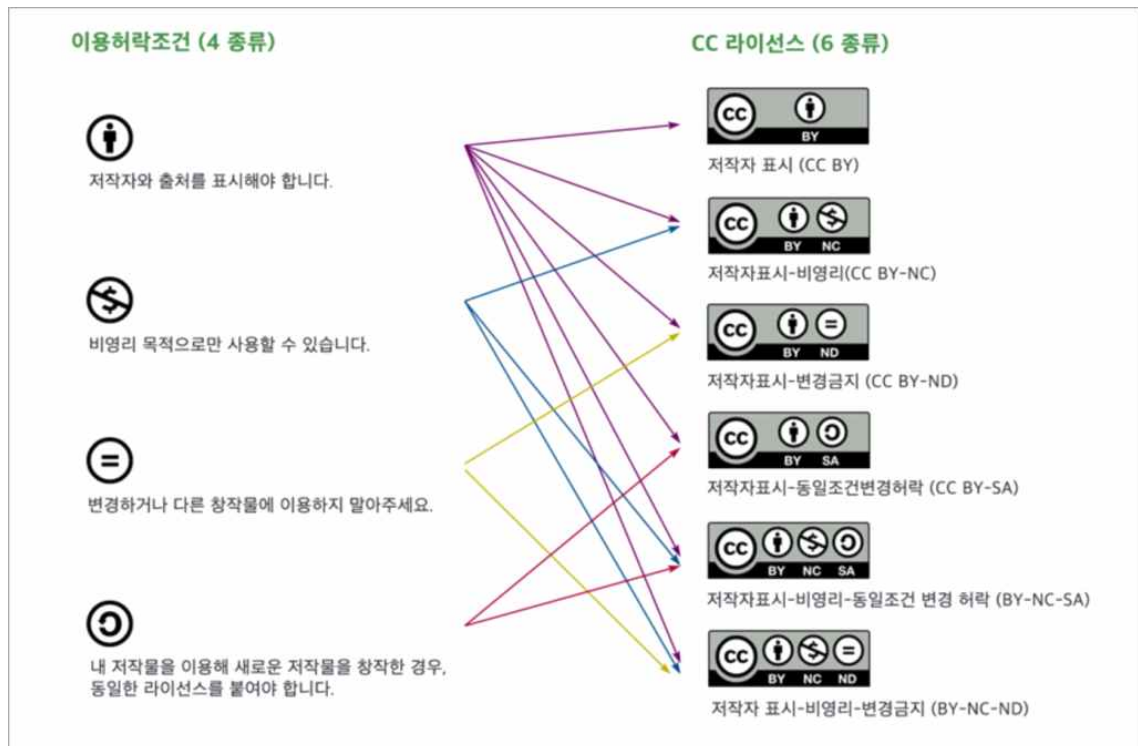 이용허락조건 (4 종류)
저작자와 출처를 표시해야 합니다.
비영리 목적으로만 사용할 수 있습니다.
변경하거나 다른 창작물에 이용하지 말아주세요.
내 저작물을 이용해 새로운 저작물을 창작한 경우,
동일한 라이선스를 붙여야 합니다.
CC 라이선스 (6 종류)
CC
BY
저작자 표시 (CC BY)
CC
BY NC
저작자표시-비영리(CC BY-NC)
CC
BY ND
저작자표시-변경금지 (CC BY-ND)
CC
BY SA
저작자표시-동일조건변경허락 (CC BY-SA)
CC
BY NC SA
저작자표시-비영리-동일조건 변경 허락 (BY-NC-SA)
CC
BY NC ND
저작자 표시-비영리-변경금지 (BY-NC-ND)